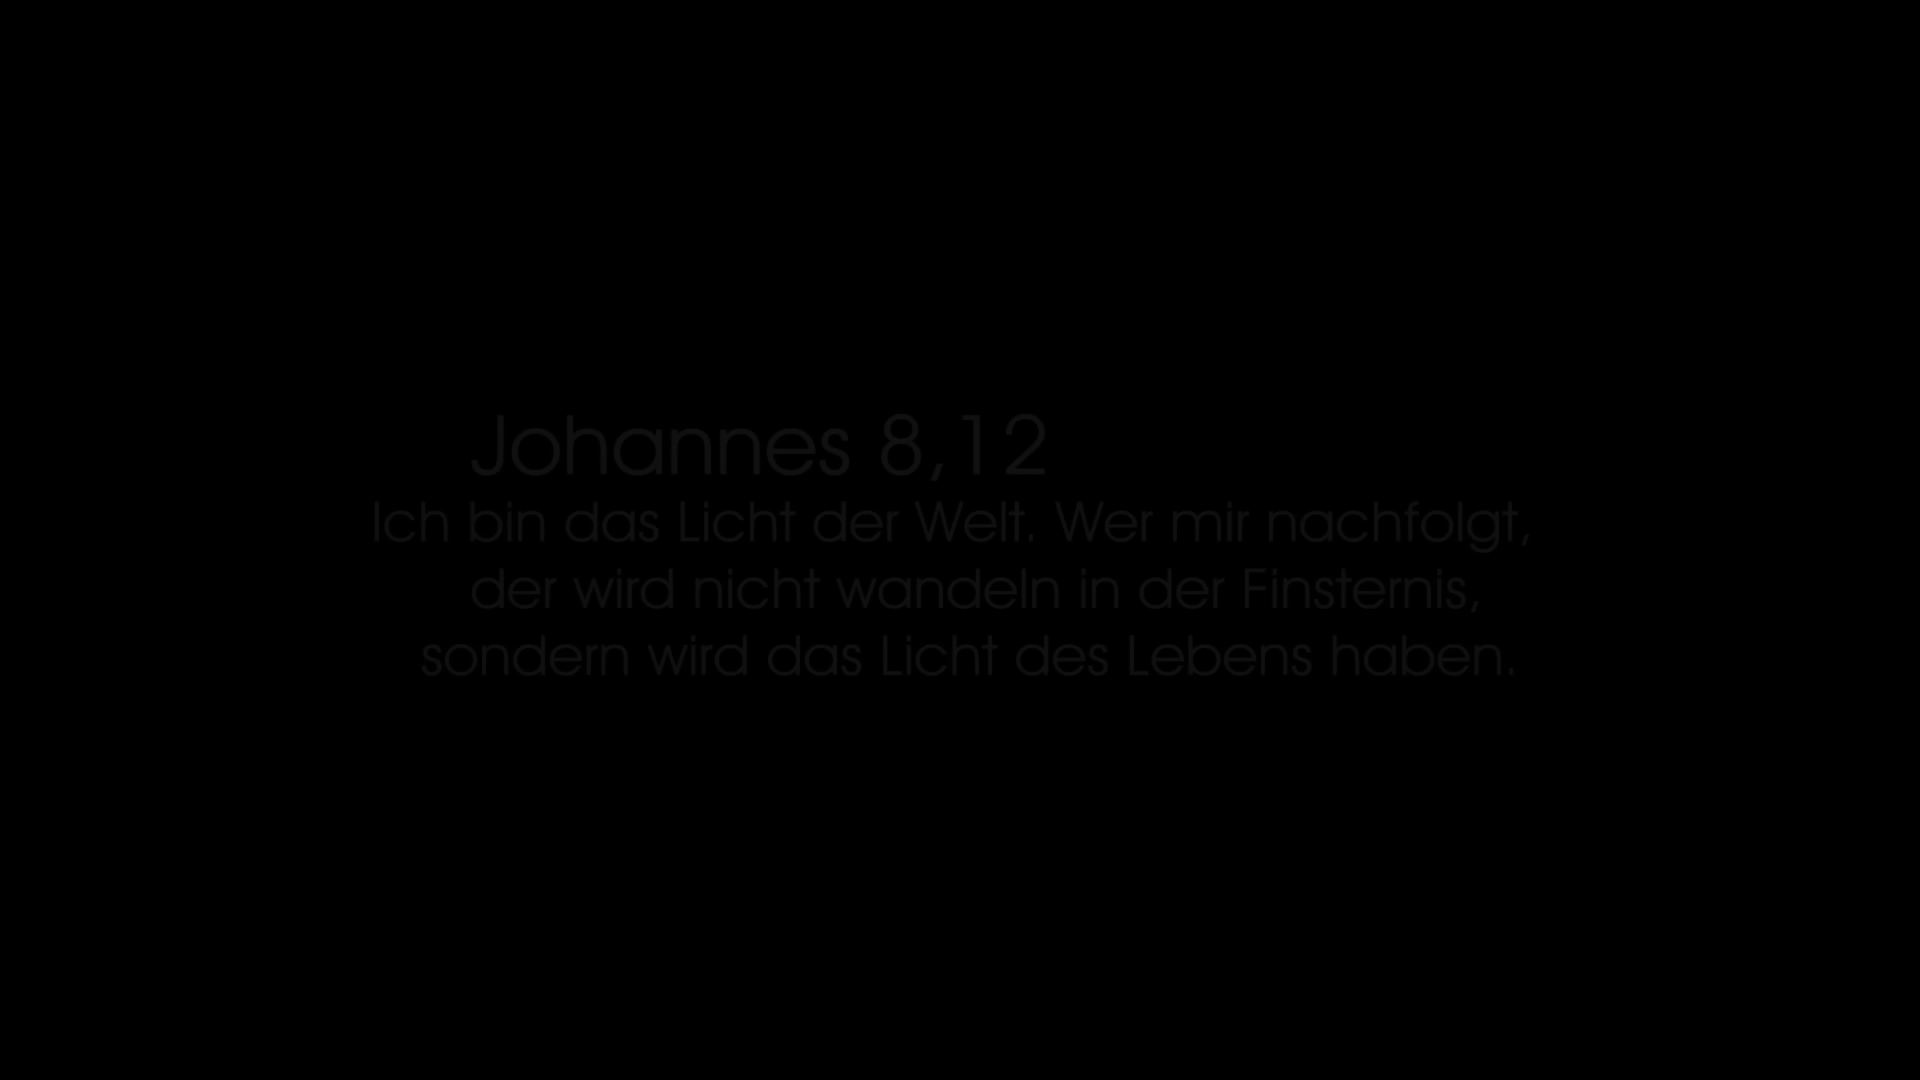 Johannes 8,12
Ich bin das Licht der Welt. Wer mir nachfolgt,
der wird nicht wandeln in der Finsternis,
sondern wird das Licht des Lebens haben.